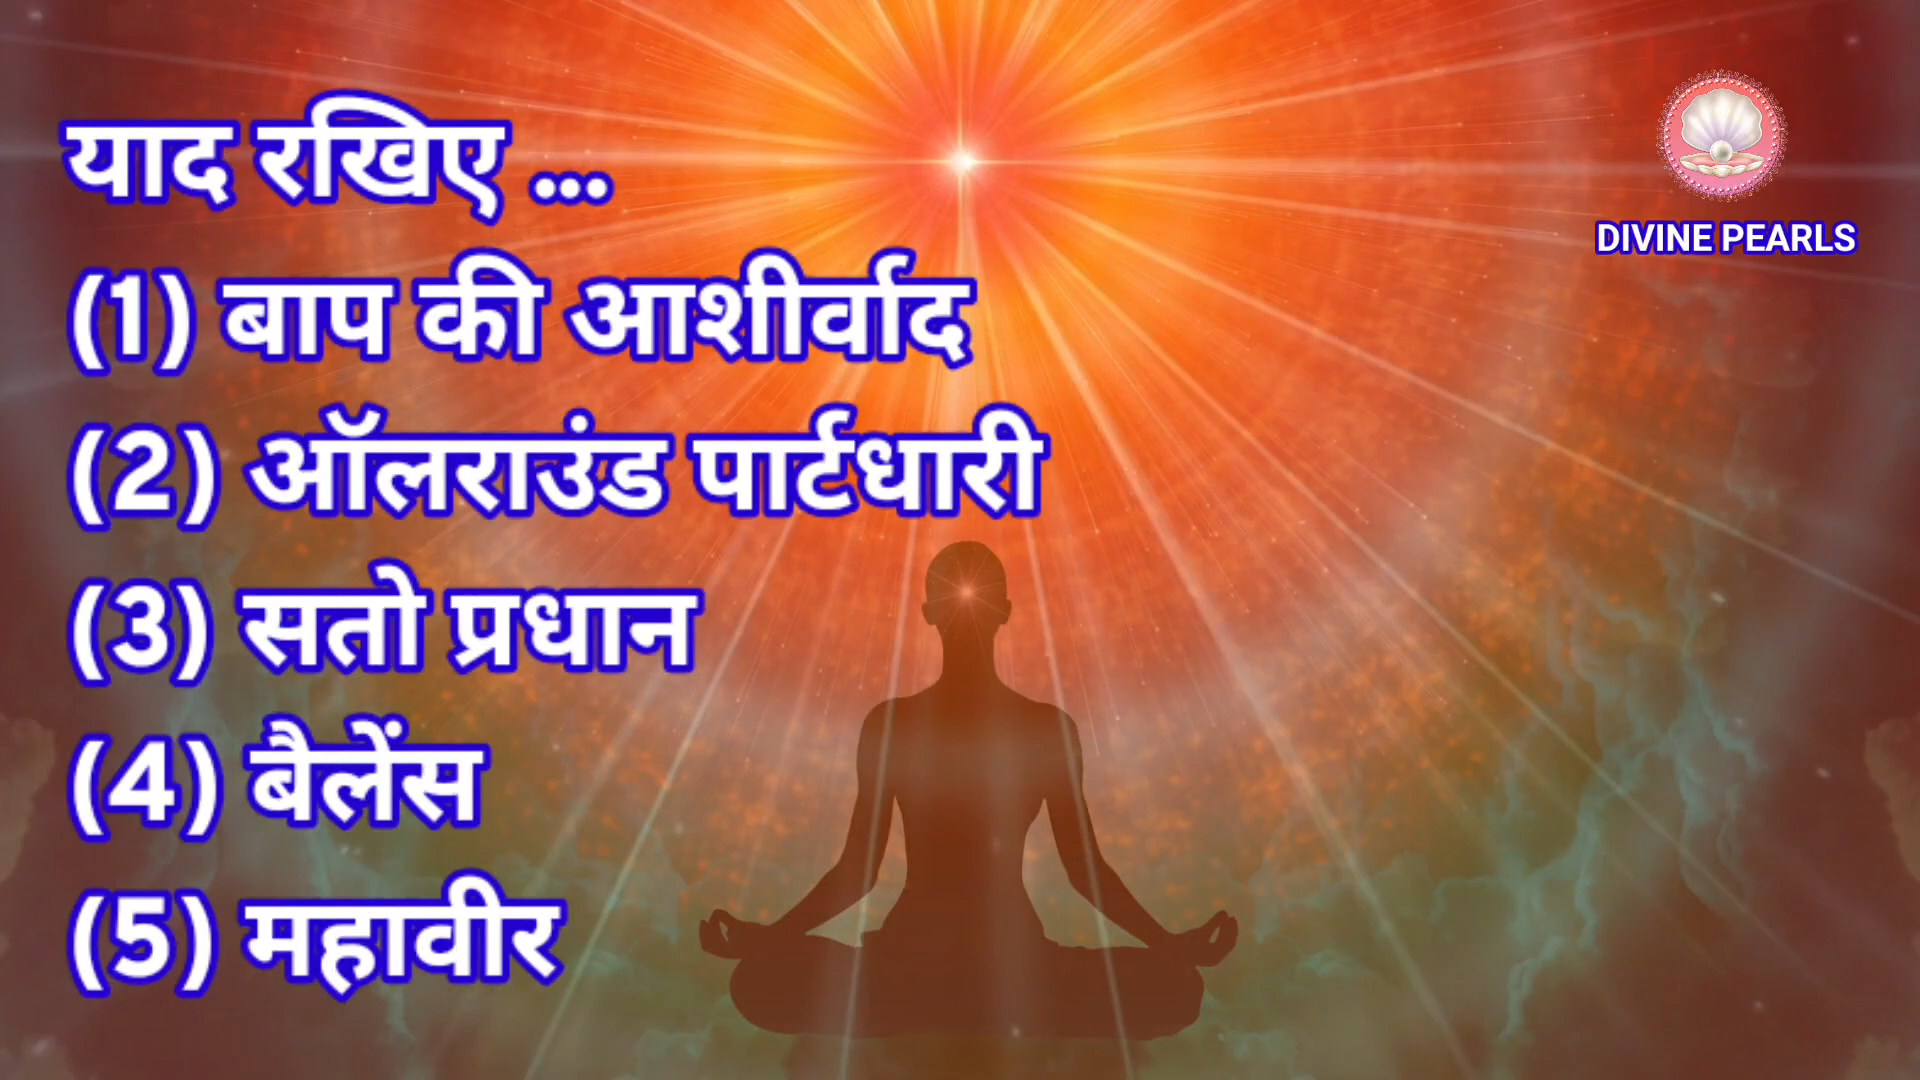 याद रखिए ...
(1) बाप की आशीर्वाद
(2) ऑलराउंड पार्टधारी
(3) सतो प्रधान
(4) बैलेंस
(5) महावीर
DIVINE PEARLS